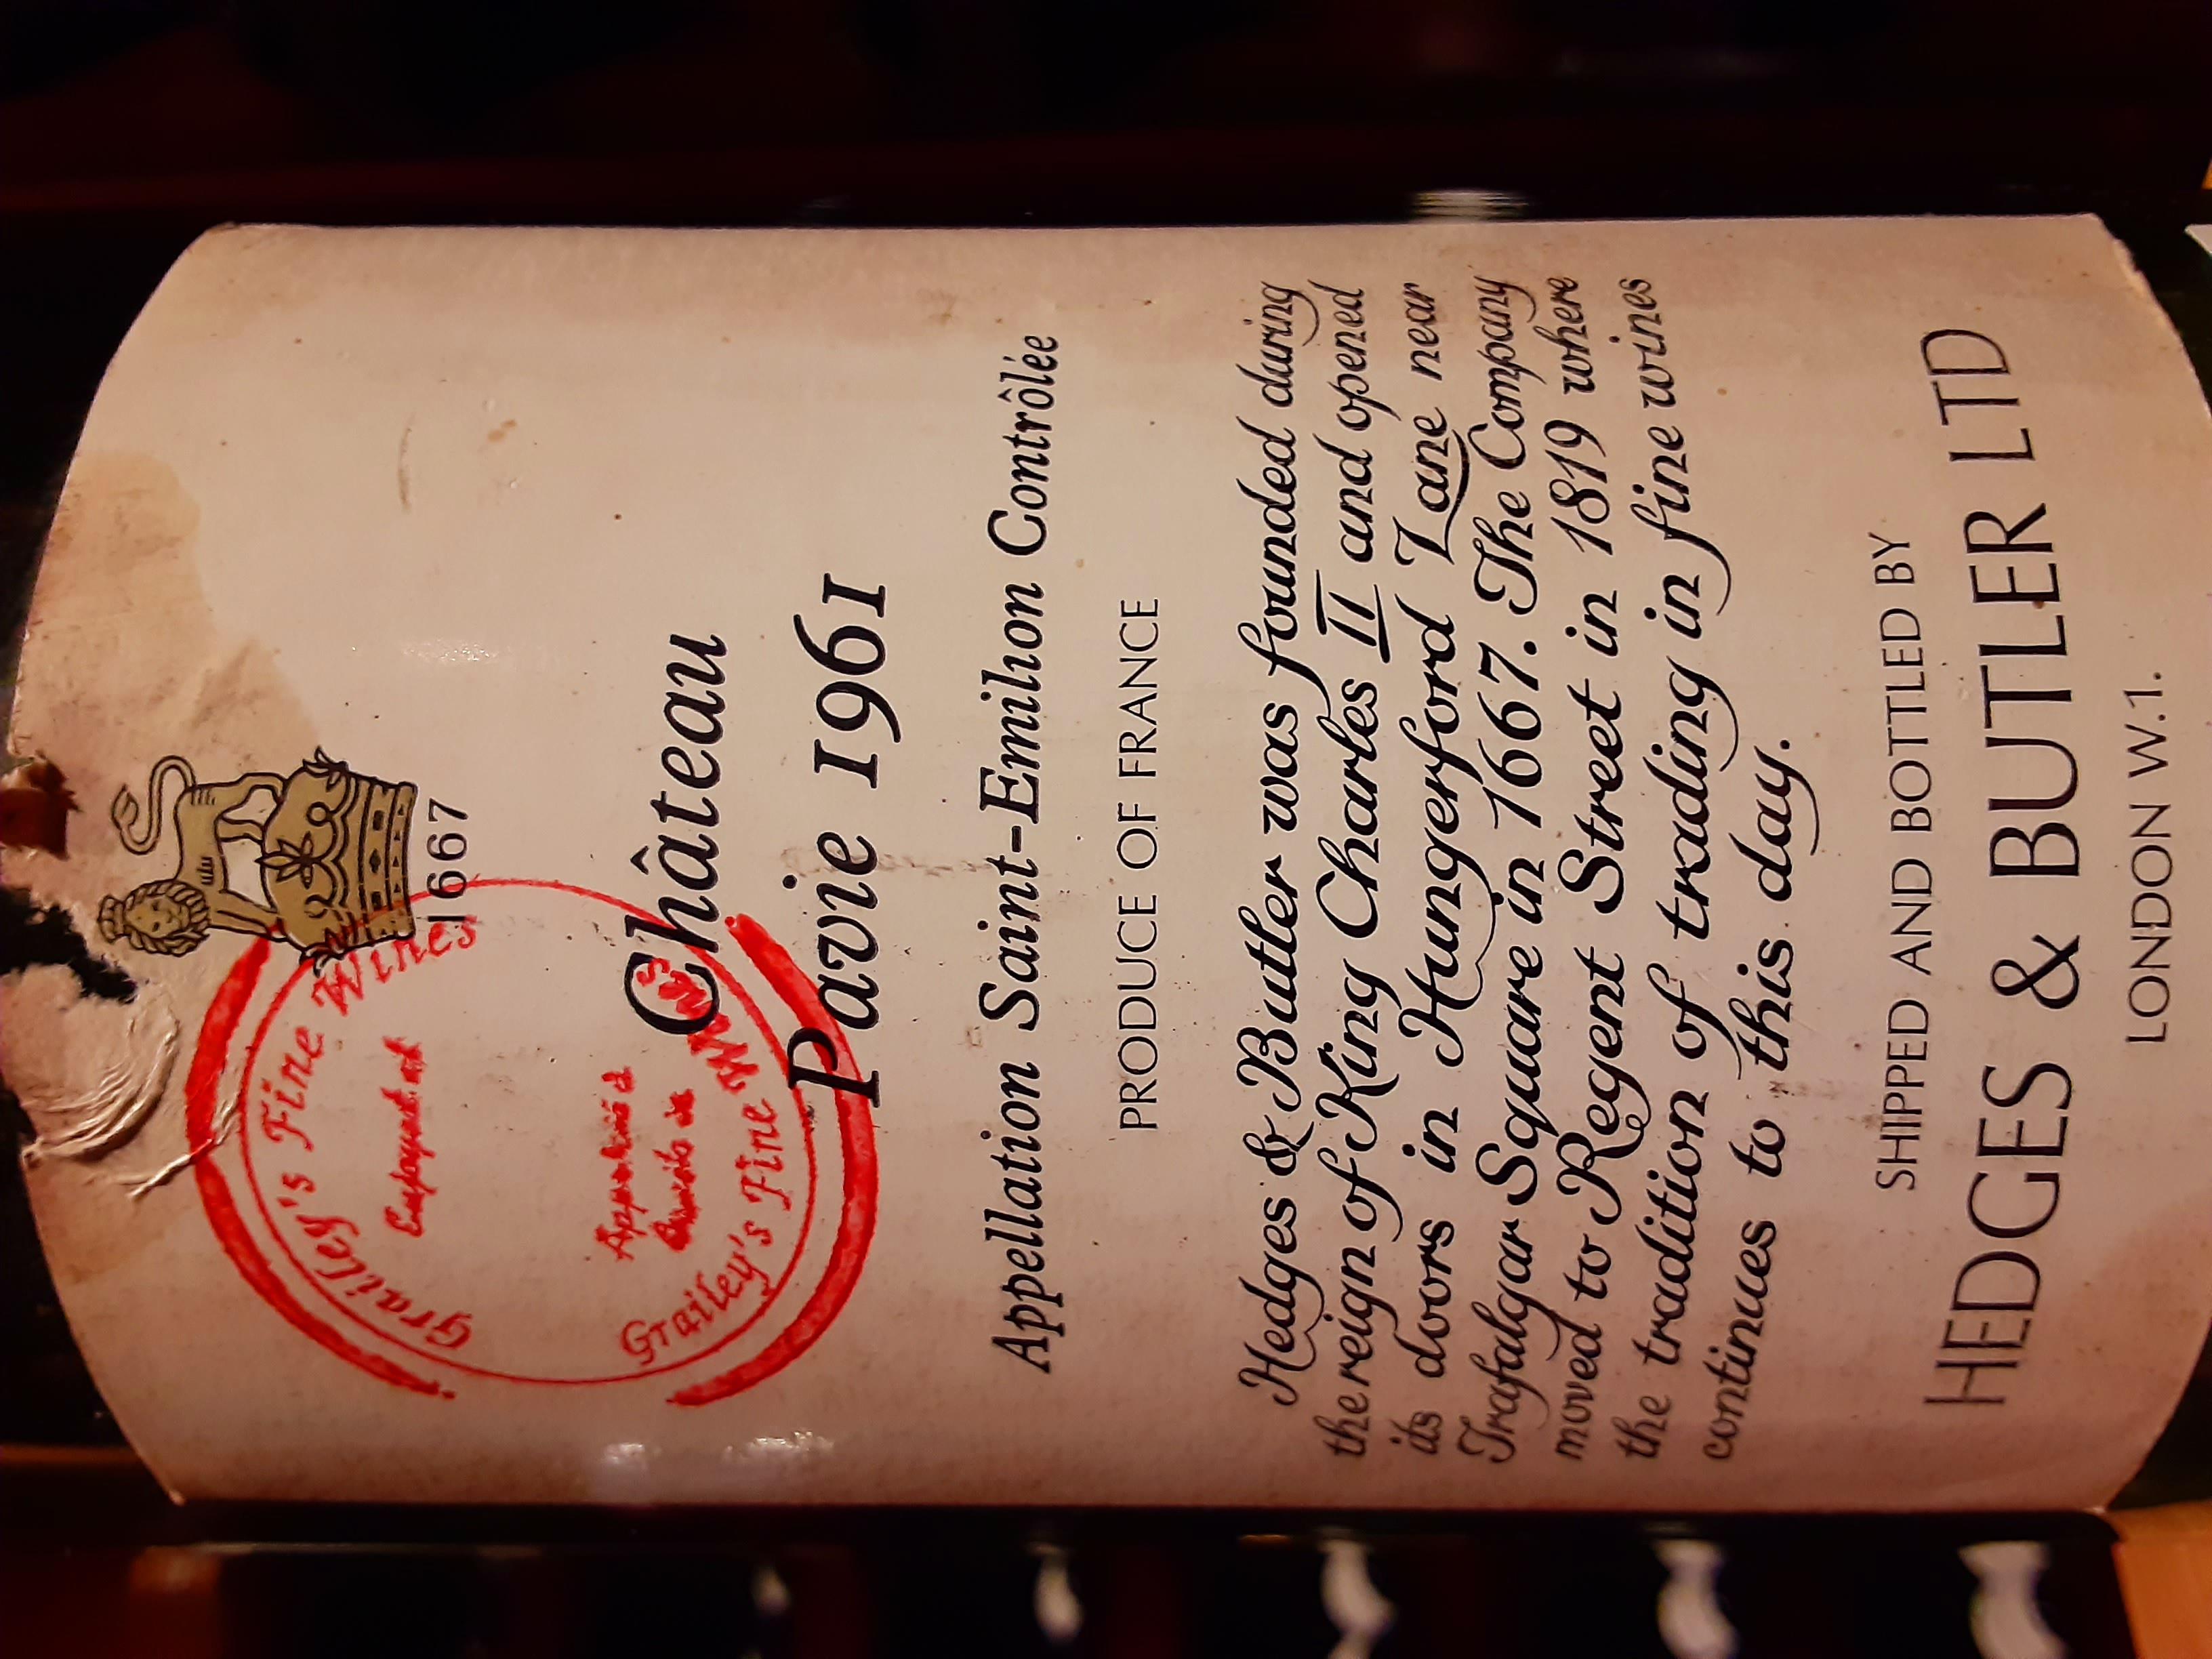 1667
Grailey's Fine Wines
Grailey's Fine Wines
Château
Pavie 1961
Appellation Saint-Emilion Contrôlée
PRODUCE OF FRANCE
Hedges & Butler was founded during
the reign of King Charles II and opened
its doors in Hungerford Lane near
Trafalgar Square in 1667. The Company
moved to Regent Street in 1819 where
the tradition of trading in fine wines
continues to this day.
SHIPPED AND BOTTLED BY
HEDGES & BUTLER LTD
LONDON W.1.